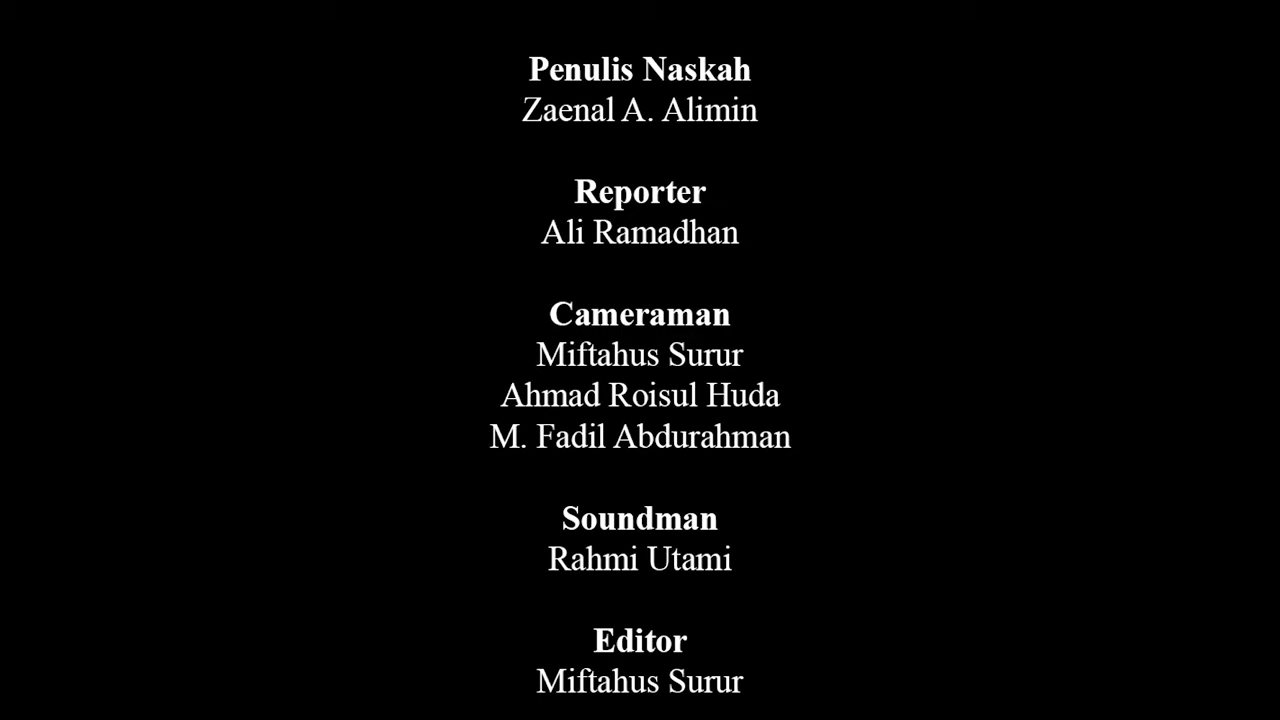 Penulis Naskah
Zaenal A. Alimin
Reporter
Ali Ramadhan
Cameraman
Miftahus Surur
Ahmad Roisul Huda
M. Fadil Abdurahman
Soundman
Rahmi Utami
Editor
Miftahus Surur